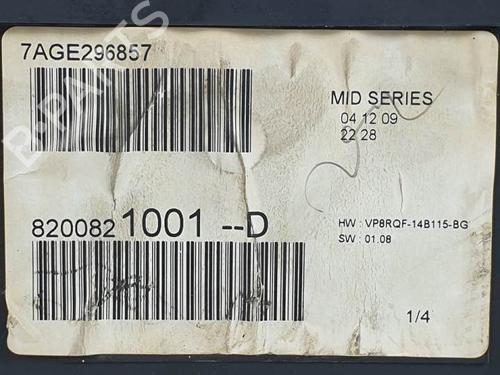 7AGE296857
MID SERIES
04 12 09
22 28
820082 1001 --D
HW : VP8RQF-14B115-BG
SW : 01.08
1/4
B-PARTS